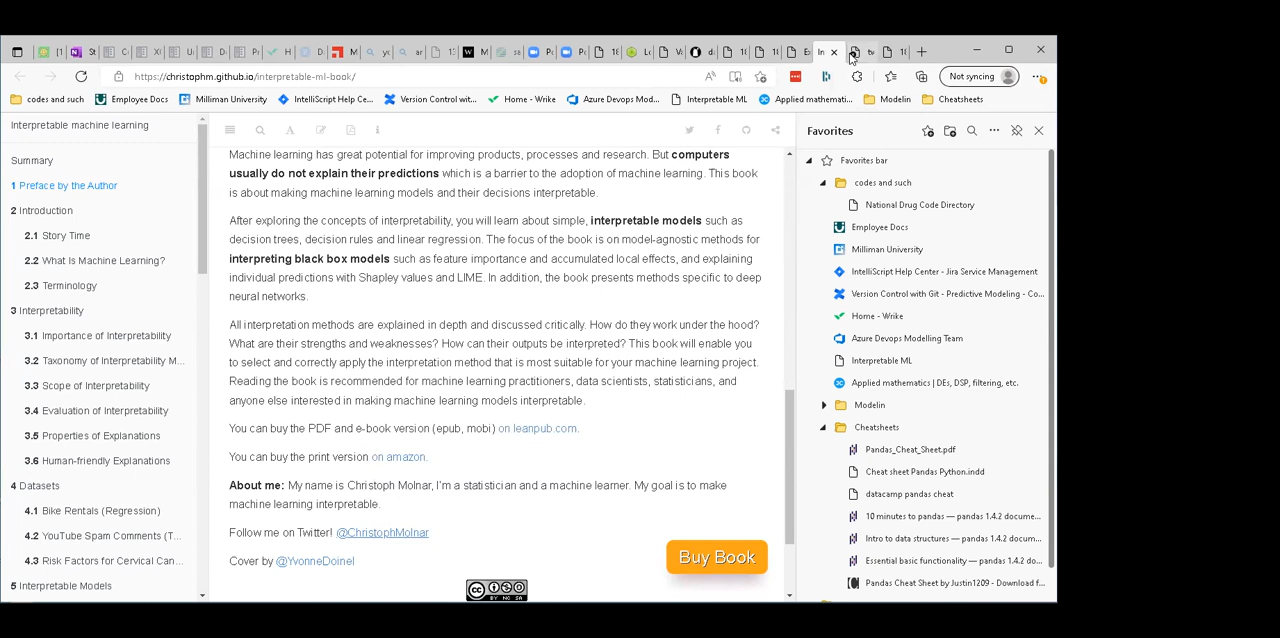 https://christophm.github.io/interpretable-ml-book/
Not syncing
codes and such
Employee Docs
Milliman University
IntelliScript Help Ce...
Version Control with...
Home - Wrike
Azure Devops Mod...
Interpretable ML
Applied mathemati...
Modelin
Cheatsheets
Interpretable machine learning
Summary
1 Preface by the Author
2 Introduction
2.1 Story Time
2.2 What Is Machine Learning?
2.3 Terminology
3 Interpretability
3.1 Importance of Interpretability
3.2 Taxonomy of Interpretability M...
3.3 Scope of Interpretability
3.4 Evaluation of Interpretability
3.5 Properties of Explanations
3.6 Human-friendly Explanations
4 Datasets
4.1 Bike Rentals (Regression)
4.2 YouTube Spam Comments (T...
4.3 Risk Factors for Cervical Can...
5 Interpretable Models
Machine learning has great potential for improving products, processes and research. But computers
usually do not explain their predictions which is a barrier to the adoption of machine learning. This book
is about making machine learning models and their decisions interpretable.
After exploring the concepts of interpretability, you will learn about simple, interpretable models such as
decision trees, decision rules and linear regression. The focus of the book is on model-agnostic methods for
interpreting black box models such as feature importance and accumulated local effects, and explaining
individual predictions with Shapley values and LIME. In addition, the book presents methods specific to deep
neural networks.
All interpretation methods are explained in depth and discussed critically. How do they work under the hood?
What are their strengths and weaknesses? How can their outputs be interpreted? This book will enable you
to select and correctly apply the interpretation method that is most suitable for your machine learning project.
Reading the book is recommended for machine learning practitioners, data scientists, statisticians, and
anyone else interested in making machine learning models interpretable.
You can buy the PDF and e-book version (epub, mobi) on leanpub.com.
You can buy the print version on amazon.
About me: My name is Christoph Molnar, I'm a statistician and a machine learner. My goal is to make
machine learning interpretable.
Follow me on Twitter! @ChristophMolnar
Cover by @YvonneDoinel
Buy Book
BY NC SA
Favorites
Favorites bar
codes and such
National Drug Code Directory
Employee Docs
Milliman University
IntelliScript Help Center - Jira Service Management
Version Control with Git - Predictive Modeling - Co...
Home - Wrike
Azure Devops Modelling Team
Interpretable ML
Applied mathematics | DEs, DSP, filtering, etc.
Modelin
Cheatsheets
Pandas_Cheat_Sheet.pdf
Cheat sheet Pandas Python.indd
datacamp pandas cheat
10 minutes to pandas — pandas 1.4.2 docume...
Intro to data structures — pandas 1.4.2 docum...
Essential basic functionality — pandas 1.4.2 do...
Pandas Cheat Sheet by Justin1209 - Download f...